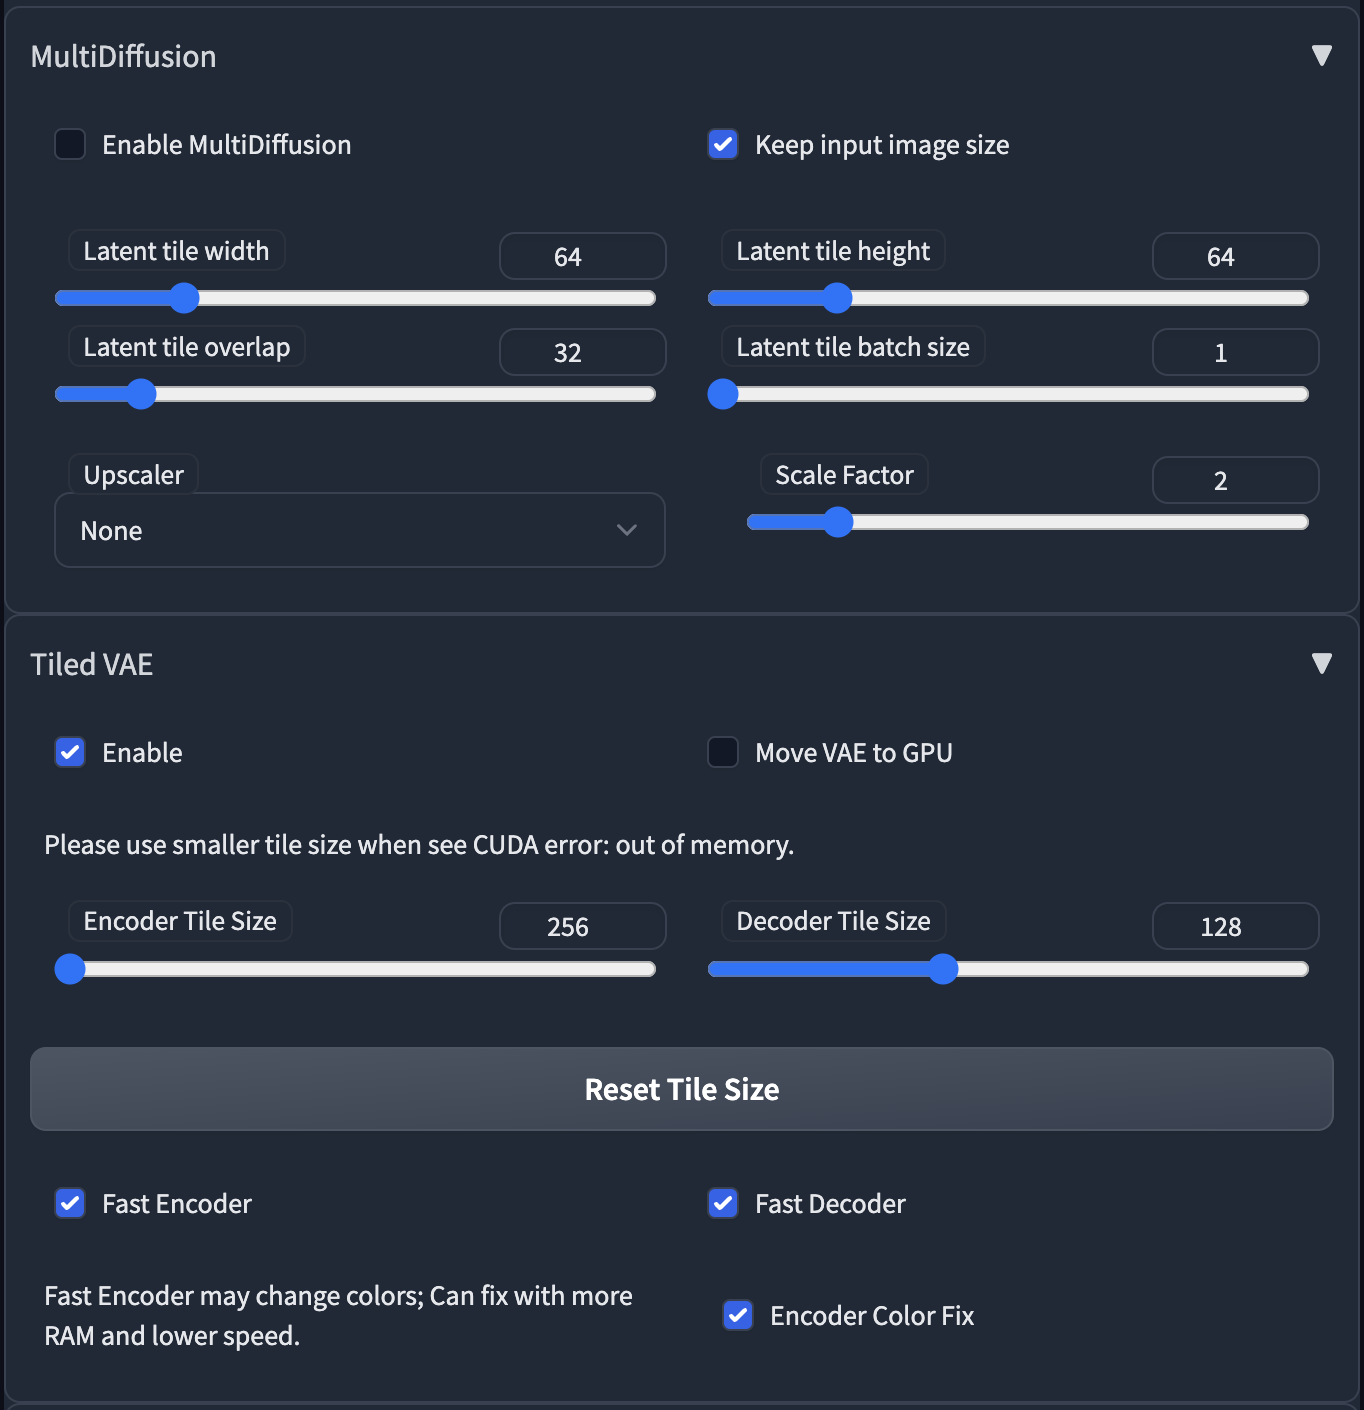 MultiDiffusion
Enable MultiDiffusion
Keep input image size
Latent tile width
64
Latent tile height
64
Latent tile overlap
32
Latent tile batch size
1
Upscaler
None
Scale Factor
2
Tiled VAE
Enable
Move VAE to GPU
Please use smaller tile size when see CUDA error: out of memory.
Encoder Tile Size
256
Decoder Tile Size
128
Reset Tile Size
Fast Encoder
Fast Decoder
Fast Encoder may change colors; Can fix with more
RAM and lower speed.
Encoder Color Fix